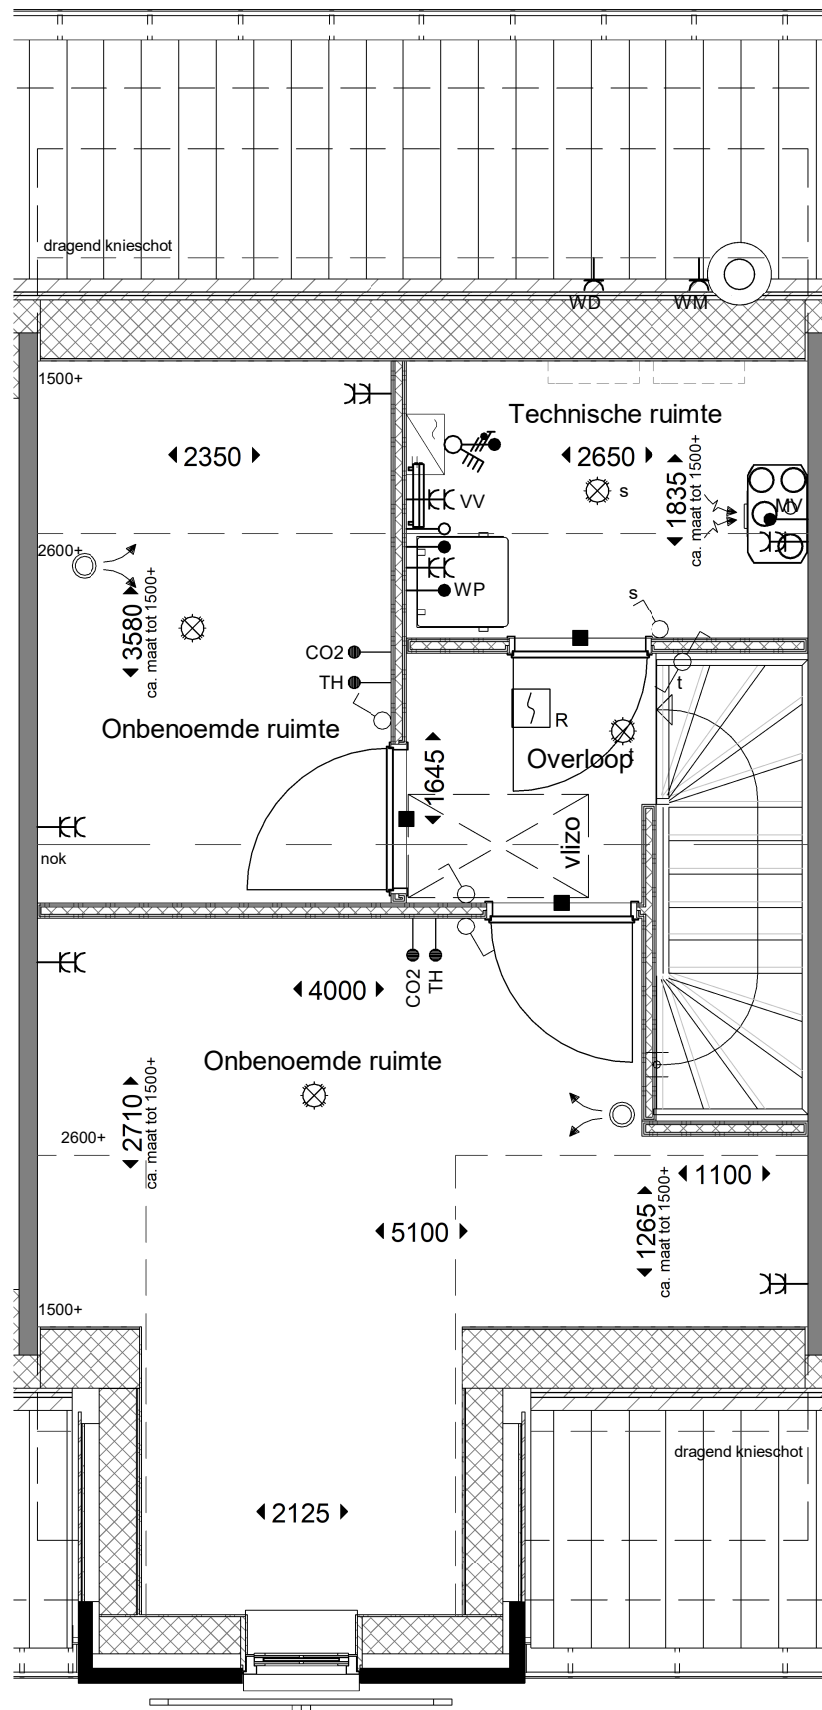 dragend knieschot
WD
WM
1500+
Technische ruimte
2350
2650
s
1835
ca. maat tot 1500+
VV
MV
2600+
WP
3580
ca. maat tot 1500+
s
CO2
TH
t
R
Onbenoemde ruimte
Overloop
t
1645
vlizo
nok
4000
CO2
TH
Onbenoemde ruimte
2710
ca. maat tot 1500+
2600+
1100
1265
ca. maat tot 1500+
5100
1500+
dragend knieschot
2125